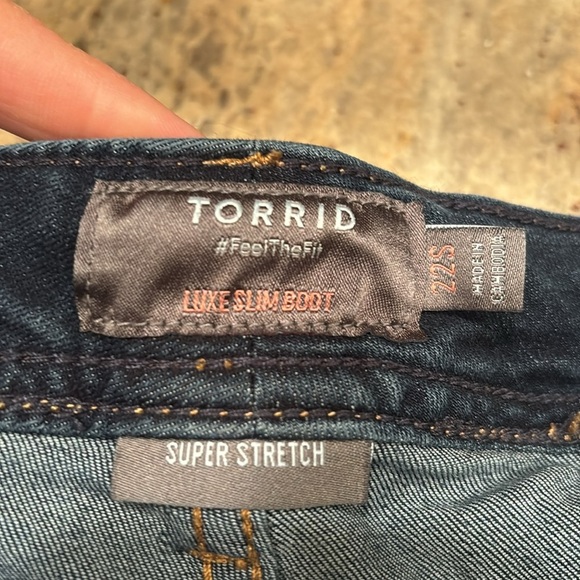 TORRID
#FeelTheFit
LUXE SLIM BOOT
22S
MADE IN
CAMBODIA
SUPER STRETCH